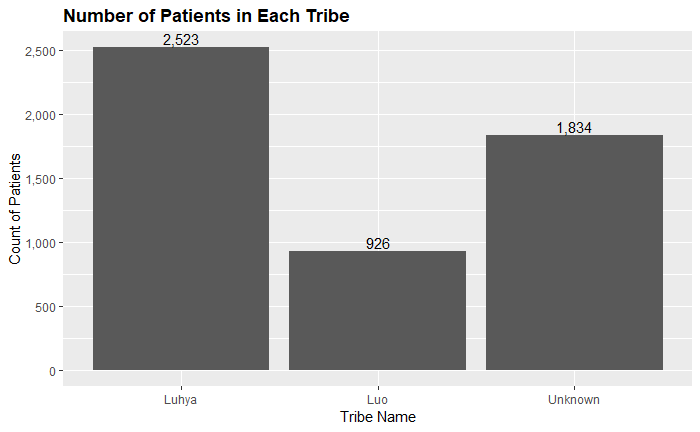 Number of Patients in Each Tribe
Count of Patients
2,500
2,000
1,500
1,000
500
0
2,523
926
1,834
Luhya
Luo
Unknown
Tribe Name